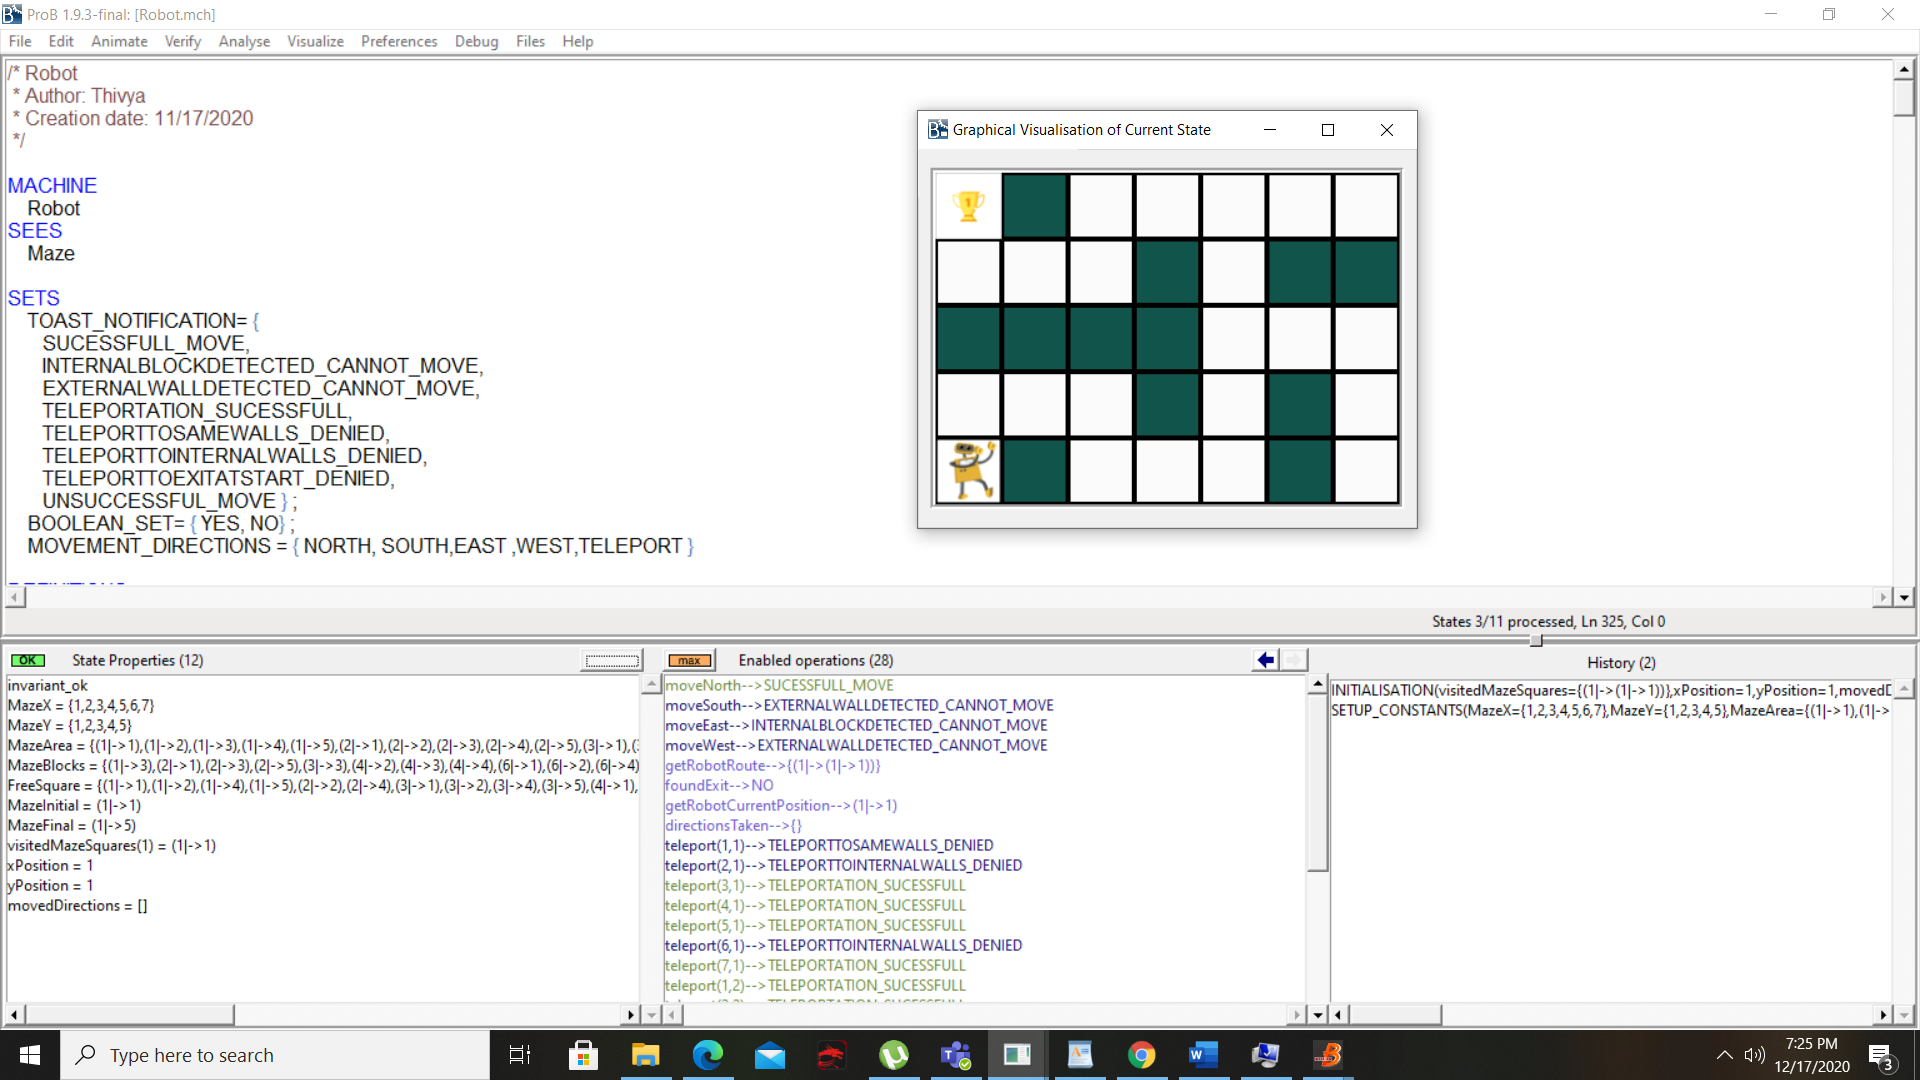 ProB 1.9.3-final: [Robot.mch]
File Edit Animate Verify Analyse Visualize Preferences Debug Files Help
/* Robot
* Author: Thivya
* Creation date: 11/17/2020
*/
MACHINE
Robot
SEES
Maze
SETS
TOAST_NOTIFICATION= {
SUCESSFULL_MOVE,
INTERNALBLOCKDETECTED_CANNOT_MOVE,
EXTERNALWALLDETECTED_CANNOT_MOVE,
TELEPORTATION_SUCESSFULL,
TELEPORTTOSAMEWALLS_DENIED,
TELEPORTTOINTERNALWALLS_DENIED,
TELEPORTTOEXITATSTART_DENIED,
UNSUCCESSFUL_MOVE } ;
BOOLEAN_SET= { YES, NO} ;
MOVEMENT_DIRECTIONS = { NORTH, SOUTH,EAST ,WEST,TELEPORT }
Graphical Visualisation of Current State
1
States 3/11 processed, Ln 325, Col 0
OK State Properties (12)
invariant_ok
MazeX = {1,2,3,4,5,6,7}
MazeY = {1,2,3,4,5}
MazeArea = {(1|->1),(1|->2),(1|->3),(1|->4),(1|->5),(2|->1),(2|->2),(2|->3),(2|->4),(2|->5),(3|->1),(
MazeBlocks = {(1|->3),(2|->1),(2|->3),(2|->5),(3|->3),(4|->2),(4|->3),(4|->4),(6|->1),(6|->2),(6|->4)
FreeSquare = {(1|->1),(1|->2),(1|->4),(1|->5),(2|->2),(2|->4),(3|->1),(3|->2),(3|->4),(3|->5),(4|->1),
MazeInitial = (1|->1)
MazeFinal = (1|->5)
visitedMazeSquares(1) = (1|->1)
xPosition = 1
yPosition = 1
movedDirections = []
max Enabled operations (28)
moveNorth-->SUCESSFULL_MOVE
moveSouth-->EXTERNALWALLDETECTED_CANNOT_MOVE
moveEast-->INTERNALBLOCKDETECTED_CANNOT_MOVE
moveWest-->EXTERNALWALLDETECTED_CANNOT_MOVE
getRobotRoute-->{(1|->(1|->1))}
foundExit-->NO
getRobotCurrentPosition-->(1|->1)
directionsTaken-->{}
teleport(1,1)-->TELEPORTTOSAMEWALLS_DENIED
teleport(2,1)-->TELEPORTTOINTERNALWALLS_DENIED
teleport(3,1)-->TELEPORTATION_SUCESSFULL
teleport(4,1)-->TELEPORTATION_SUCESSFULL
teleport(5,1)-->TELEPORTATION_SUCESSFULL
teleport(6,1)-->TELEPORTTOINTERNALWALLS_DENIED
teleport(7,1)-->TELEPORTATION_SUCESSFULL
teleport(1,2)-->TELEPORTATION_SUCESSFULL
History (2)
INITIALISATION(visitedMazeSquares={(1|->(1|->1))},xPosition=1,yPosition=1,moved
SETUP_CONSTANTS(MazeX={1,2,3,4,5,6,7},MazeY={1,2,3,4,5},MazeArea={(1|->1),(1|->
Type here to search
7:25 PM
12/17/2020
3